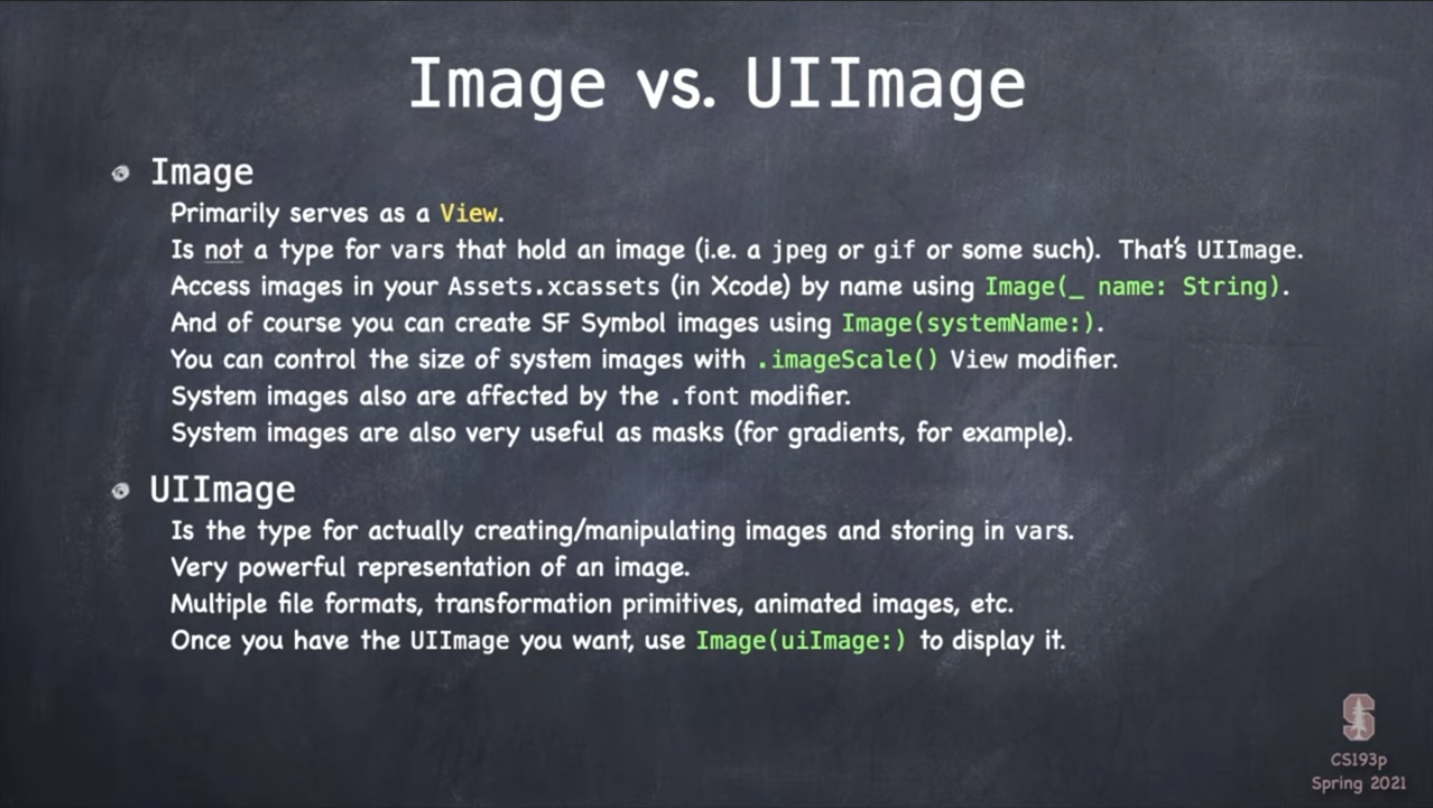 Image vs. UIImage
Image
Primarily serves as a View.
Is not a type for vars that hold an image (i.e. a jpeg or gif or some such). That's UIImage.
Access images in your Assets.xcassets (in Xcode) by name using Image(_ name: String).
And of course you can create SF Symbol images using Image(systemName:).
You can control the size of system images with .imageScale() View modifier.
System images also are affected by the .font modifier.
System images are also very useful as masks (for gradients, for example).
UIImage
Is the type for actually creating/manipulating images and storing in vars.
Very powerful representation of an image.
Multiple file formats, transformation primitives, animated images, etc.
Once you have the UIImage you want, use Image(uiImage:) to display it.
S
CS193p
Spring 2021